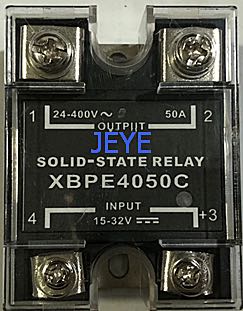 24-400V~ 50A
1 2
OUTPUT
JEYE
SOLID-STATE RELAY
XBPE4050C
INPUT
4 +3
15-32V ⎓